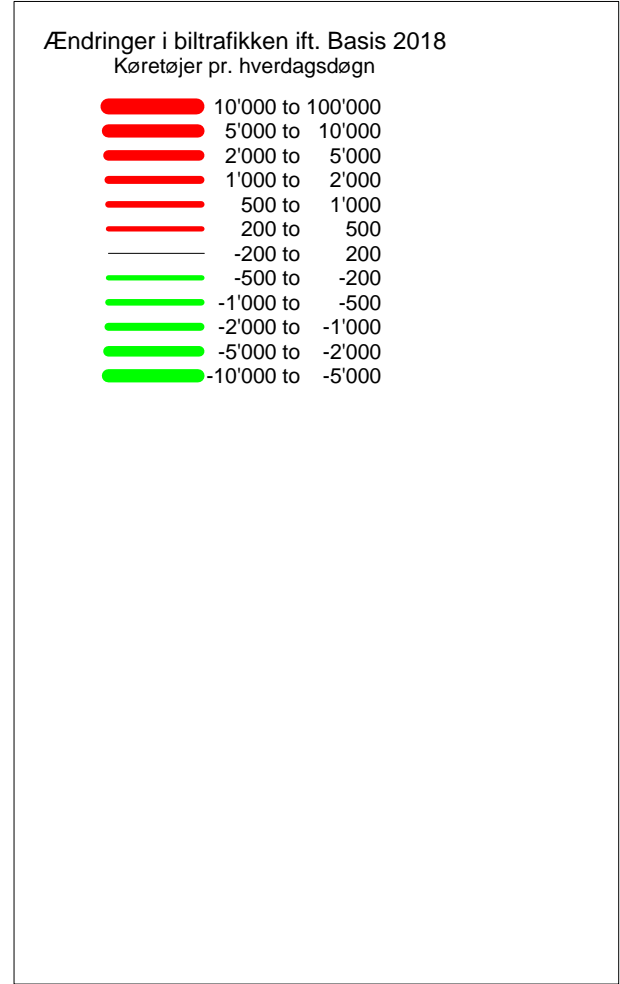 Ændringer i biltrafikken ift. Basis 2018
Køretøjer pr. hverdagsdøgn
10'000 to 100'000
5'000 to 10'000
2'000 to 5'000
1'000 to 2'000
500 to 1'000
200 to 500
-200 to 200
-500 to -200
-1'000 to -500
-2'000 to -1'000
-5'000 to -2'000
-10'000 to -5'000